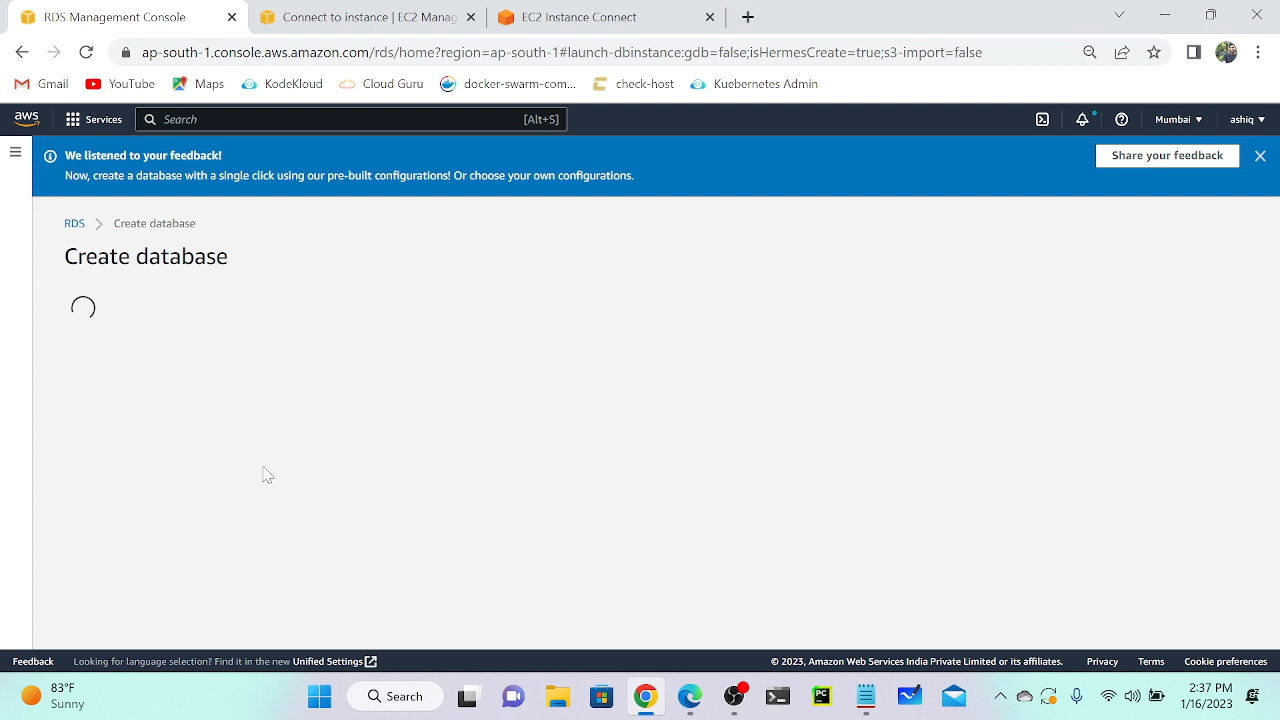 RDS Management Console
Connect to instance | EC2 Manag
EC2 Instance Connect
ap-south-1.console.aws.amazon.com/rds/home?region=ap-south-1#launch-dbinstance:gdb=false;isHermesCreate=true;s3-import=false
Gmail
YouTube
Maps
KodeKloud
Cloud Guru
docker-swarm-com...
check-host
Kubernetes Admin
aws
Services
Search
[Alt+S]
Mumbai
ashiq
We listened to your feedback!
Now, create a database with a single click using our pre-built configurations! Or choose your own configurations.
Share your feedback
RDS
Create database
Create database
Feedback
Looking for language selection? Find it in the new Unified Settings
© 2023, Amazon Web Services India Private Limited or its affiliates.
Privacy
Terms
Cookie preferences
83°F
Sunny
Search
PC
2:37 PM
1/16/2023